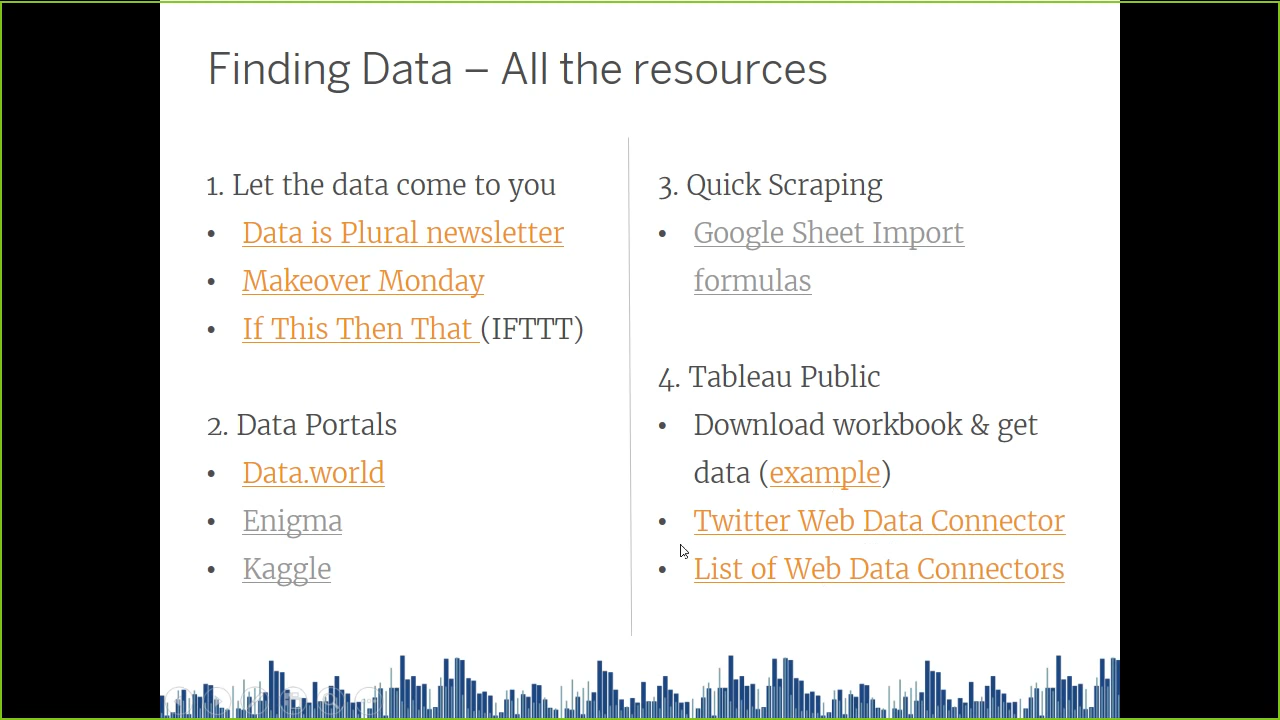 Finding Data – All the resources
1. Let the data come to you
• Data is Plural newsletter
• Makeover Monday
• If This Then That (IFTTT)
2. Data Portals
• Data.world
• Enigma
• Kaggle
3. Quick Scraping
• Google Sheet Import
formulas
4. Tableau Public
• Download workbook & get
data (example)
• Twitter Web Data Connector
• List of Web Data Connectors